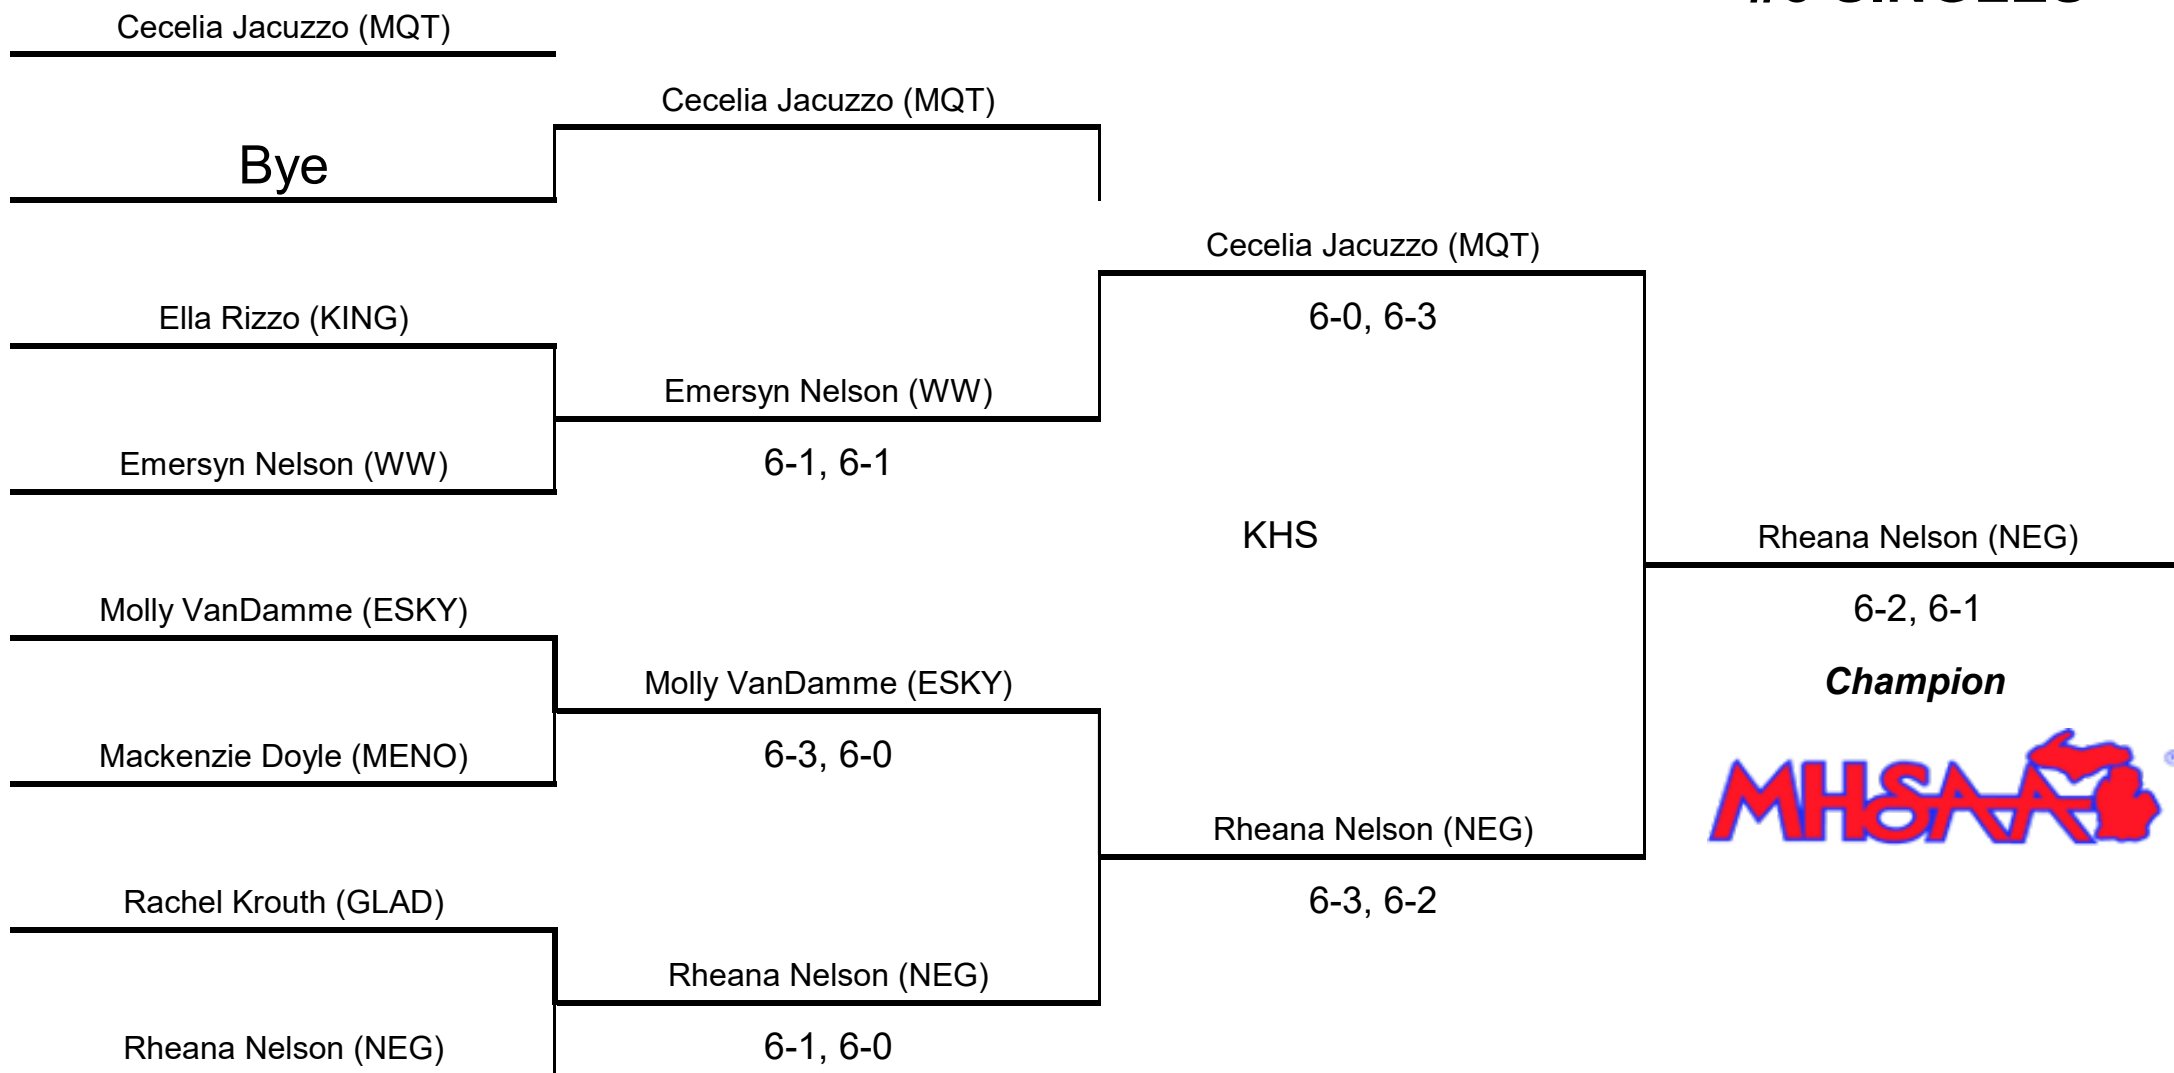 Cecelia Jacuzzo (MQT)
Cecelia Jacuzzo (MQT)
Bye
Cecelia Jacuzzo (MQT)
Ella Rizzo (KING)
6-0, 6-3
Emersyn Nelson (WW)
Emersyn Nelson (WW)
6-1, 6-1
KHS
Rheana Nelson (NEG)
Molly VanDamme (ESKY)
6-2, 6-1
Molly VanDamme (ESKY)
Champion
Mackenzie Doyle (MENO)
6-3, 6-0
MHSAA
Rheana Nelson (NEG)
Rachel Krouth (GLAD)
6-3, 6-2
Rheana Nelson (NEG)
Rheana Nelson (NEG)
6-1, 6-0